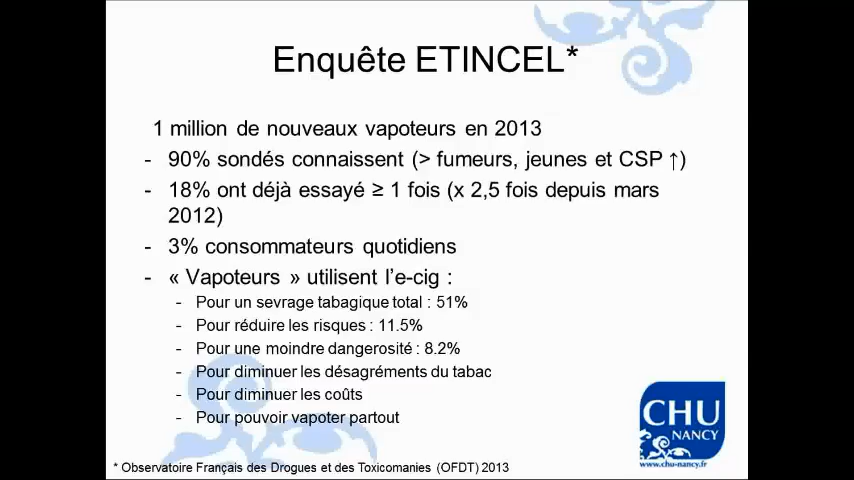 Enquête ETINCEL*
1 million de nouveaux vapoteurs en 2013
- 90% sondés connaissent (> fumeurs, jeunes et CSP ↑)
- 18% ont déjà essayé ≥ 1 fois (x 2,5 fois depuis mars
2012)
- 3% consommateurs quotidiens
- « Vapoteurs » utilisent l'e-cig :
- Pour un sevrage tabagique total : 51%
- Pour réduire les risques : 11.5%
- Pour une moindre dangerosité : 8.2%
- Pour diminuer les désagréments du tabac
- Pour diminuer les coûts
- Pour pouvoir vapoter partout
CHU
NANCY
www.chu-nancy.fr
* Observatoire Français des Drogues et des Toxicomanies (OFDT) 2013